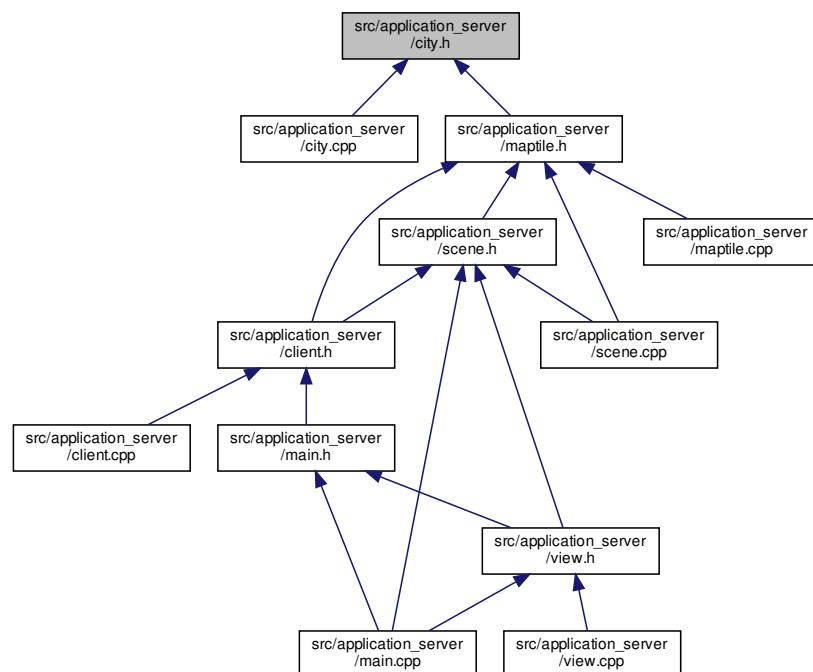 src/application_server
/city.h
src/application_server
/city.cpp
src/application_server
/maptile.h
src/application_server
/scene.h
src/application_server
/maptile.cpp
src/application_server
/client.h
src/application_server
/scene.cpp
src/application_server
/client.cpp
src/application_server
/main.h
src/application_server
/view.h
src/application_server
/main.cpp
src/application_server
/view.cpp